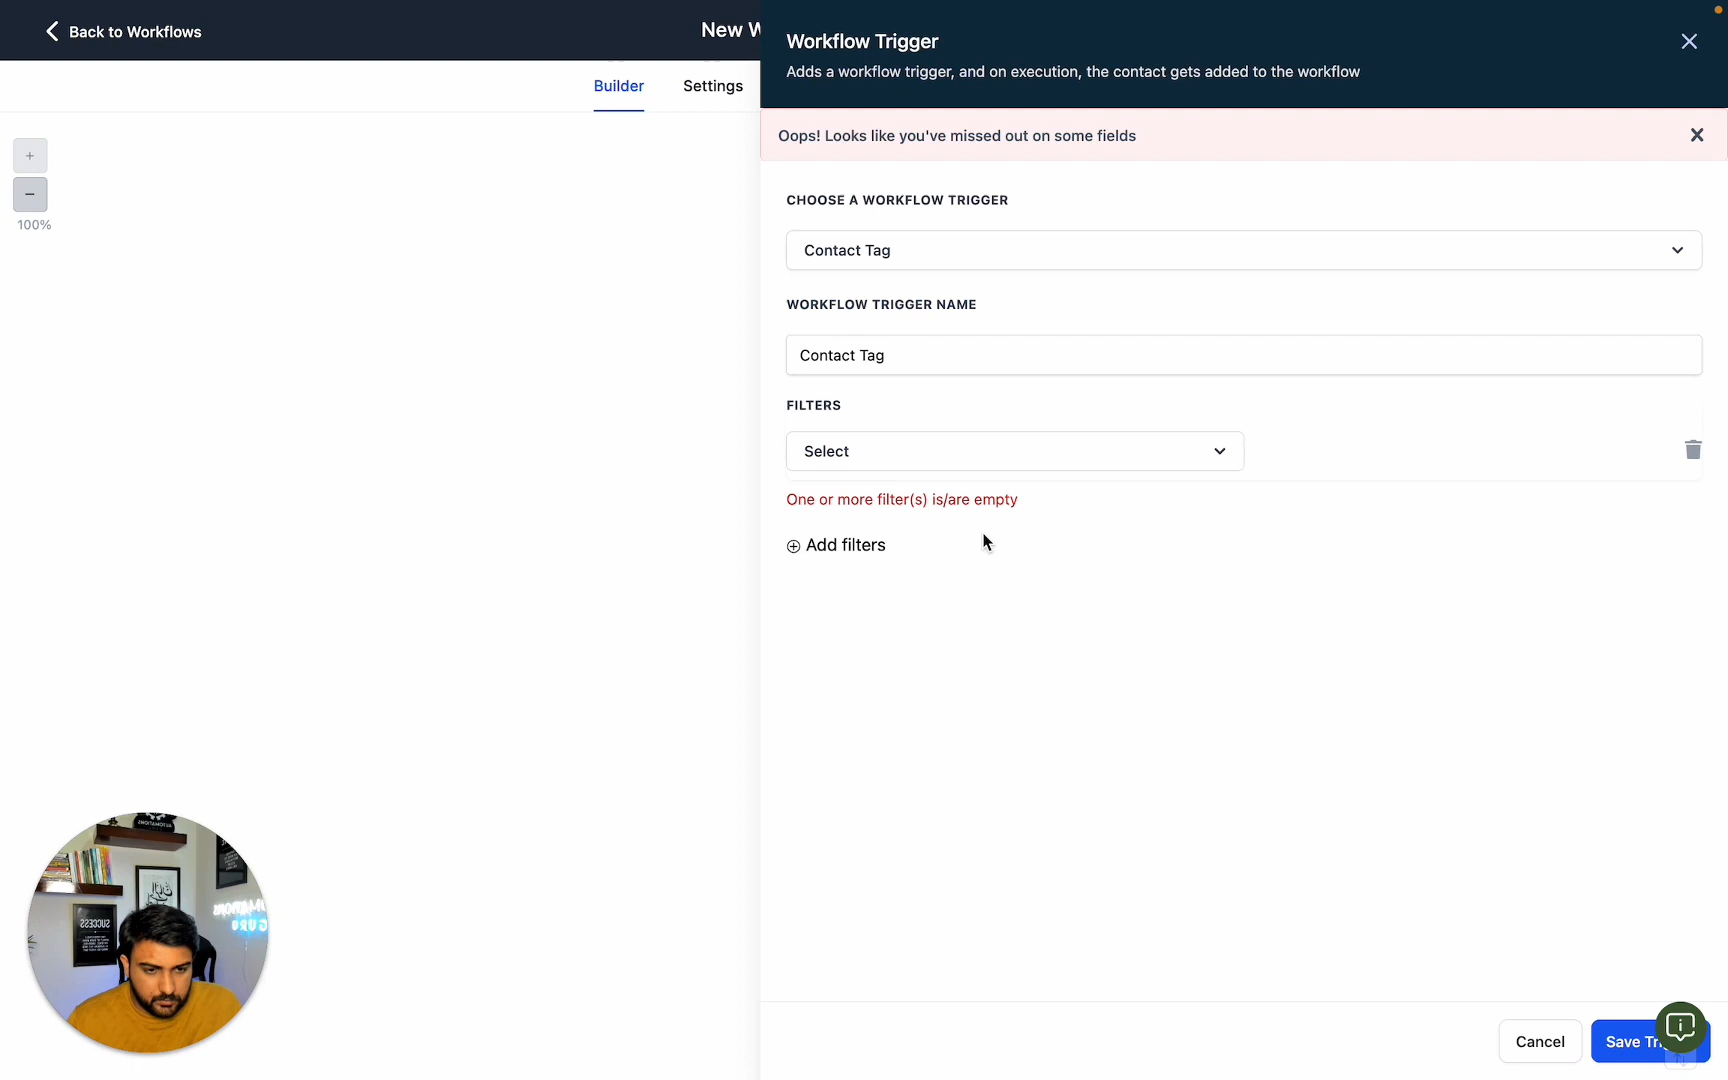 Back to Workflows
New W
Builder
Settings
+
−
100%
Workflow Trigger
Adds a workflow trigger, and on execution, the contact gets added to the workflow
Oops! Looks like you've missed out on some fields
CHOOSE A WORKFLOW TRIGGER
Contact Tag
WORKFLOW TRIGGER NAME
Contact Tag
FILTERS
Select
One or more filter(s) is/are empty
Add filters
SUCCESS
Cancel
Save Tri